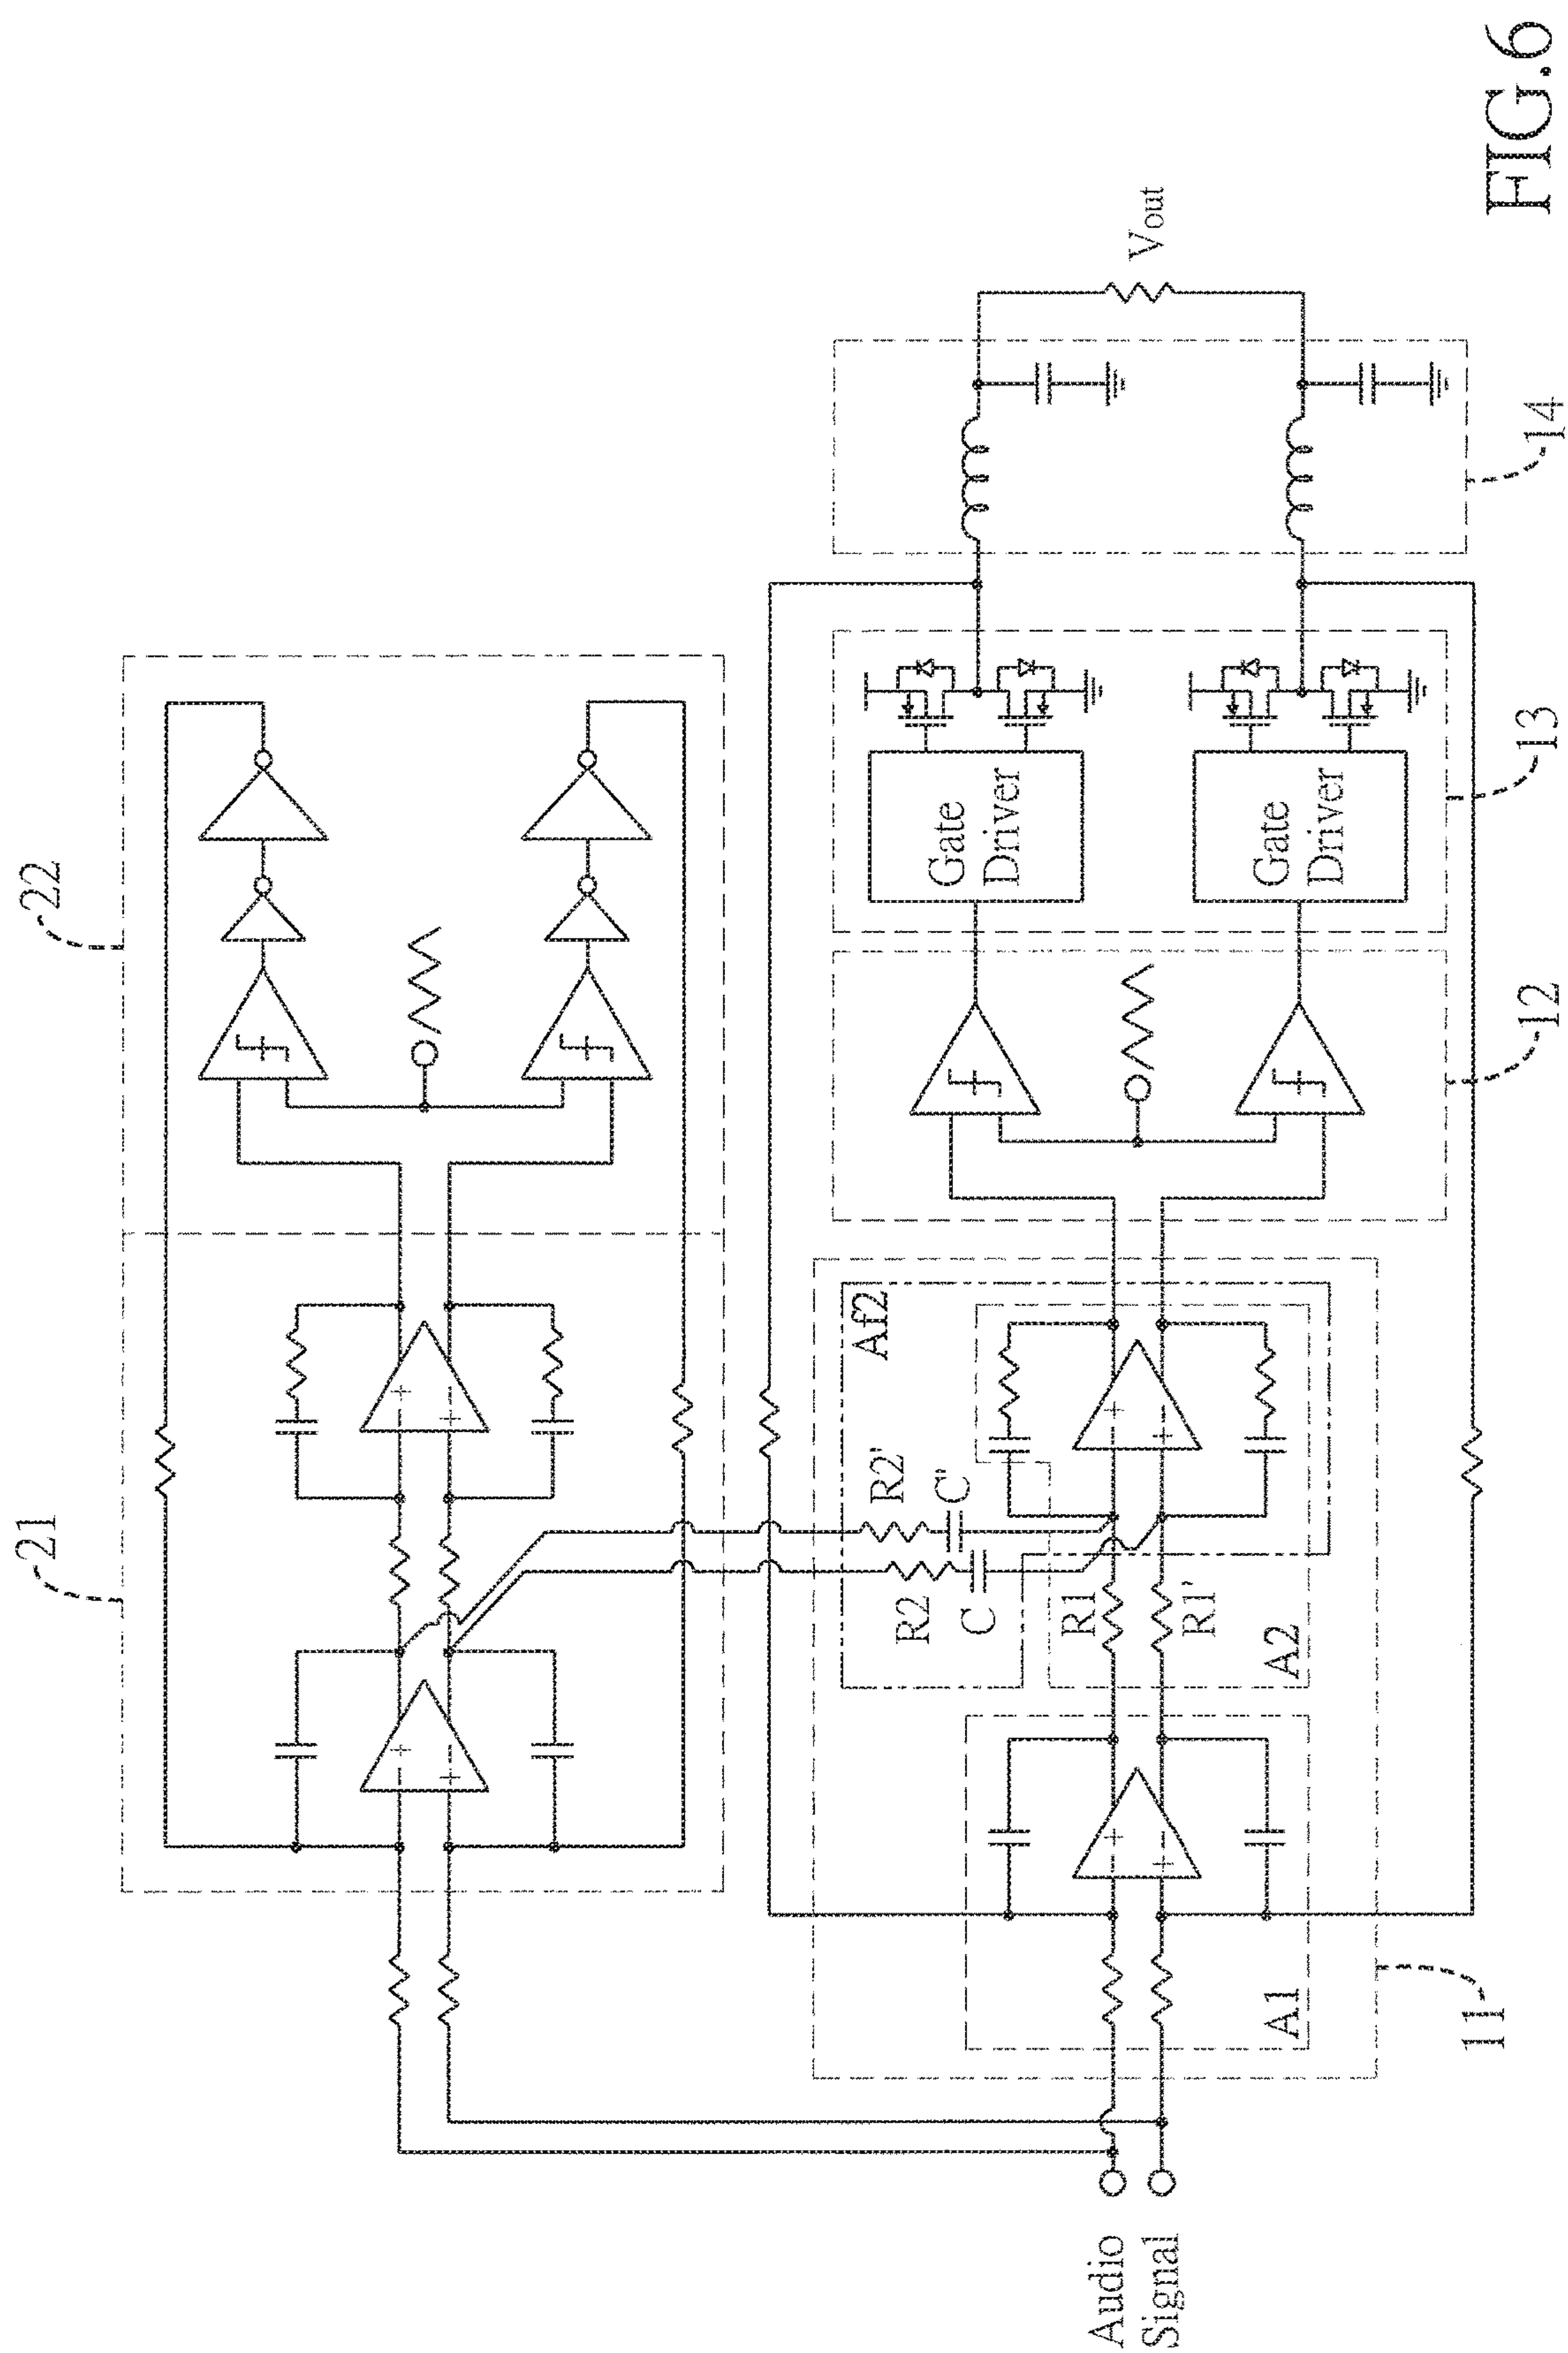 22
21
Af2
R2'
C'
R2
C
R1
R1'
A2
A1
Gate
Driver
Gate
Driver
Vout
Audio
Signal
11
12
13
14
FIG.6